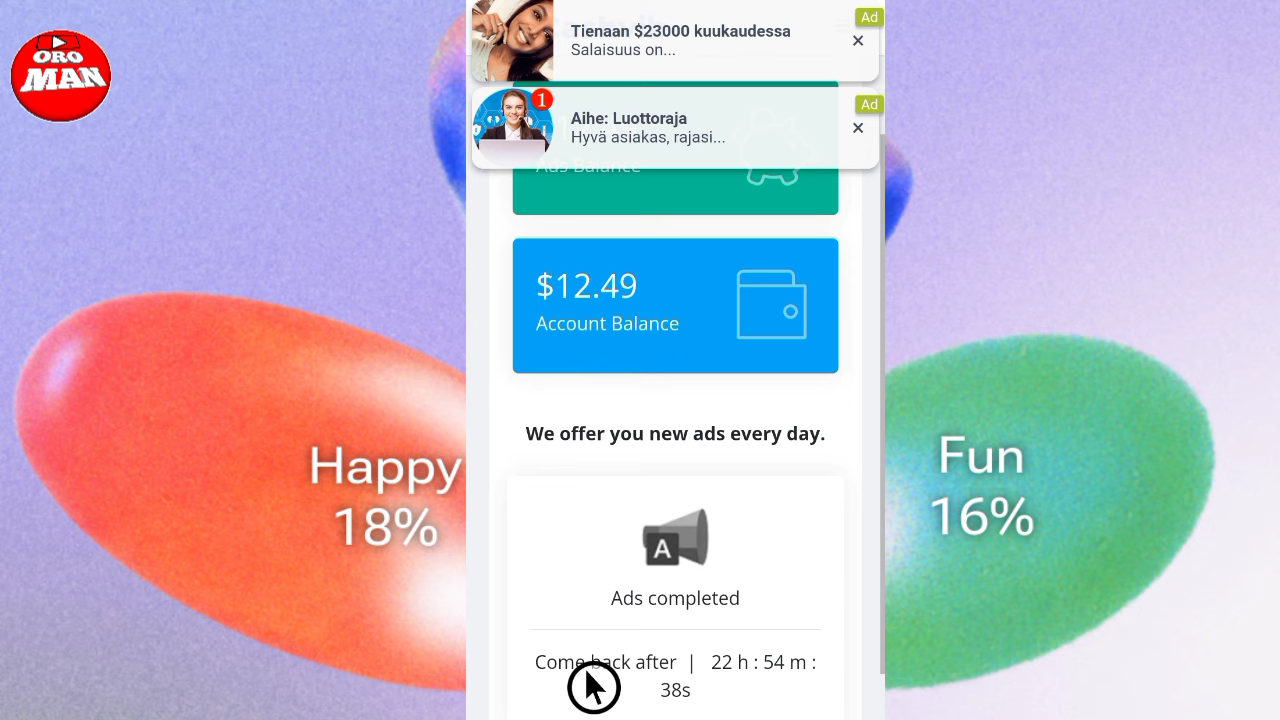 ORO
MAN
Tienaan $23000 kuukaudessa
Salaisuus on...
Ad
×
1
Aihe: Luottoraja
Hyvä asiakas, rajasi...
Ad
×
Ads Balance
$12.49
Account Balance
We offer you new ads every day.
A
Ads completed
Come back after | 22 h : 54 m :
38s
Happy
18%
Fun
16%